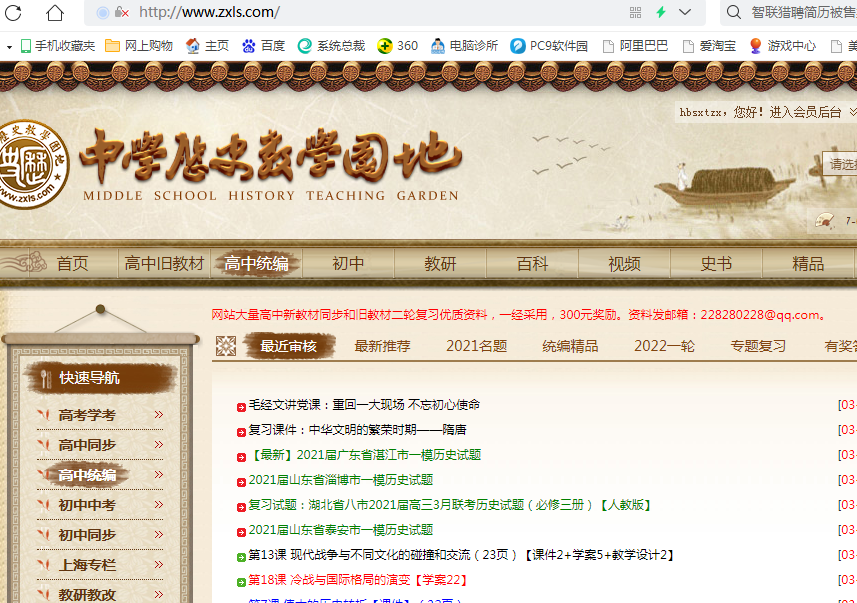 http://www.zxls.com/
智联猎聘简历被售
手机收藏夹 网上购物 主页 百度 系统总裁 360 电脑诊所 PC9软件园 阿里巴巴 爱淘宝 游戏中心
hbsxtzx，您好！进入会员后台
中學歷史教學園地
MIDDLE SCHOOL HISTORY TEACHING GARDEN
www.zxls.com
请选
7-
首页 高中旧教材 高中统编 初中 教研 百科 视频 史书 精品
网站大量高中新教材同步和旧教材二轮复习优质资料，一经采用，300元奖励。资料发邮箱：228280228@qq.com。
最近审核 最新推荐 2021名题 统编精品 2022一轮 专题复习 有奖
快速导航
高考学考
高中同步
高中统编
初中中考
初中同步
上海专栏
教研教改
毛经文讲党课：重回一大现场 不忘初心使命 [03-
复习课件：中华文明的繁荣时期——隋唐 [03-
【最新】2021届广东省湛江市一模历史试题 [03-
2021届山东省淄博市一模历史试题 [03-
复习试题：湖北省八市2021届高三3月联考历史试题（必修三册）【人教版】 [03-
2021届山东省泰安市一模历史试题 [03-
第13课 现代战争与不同文化的碰撞和交流（23页）【课件2+学案5+教学设计2】 [03-
第18课 冷战与国际格局的演变【学案22】 [03-